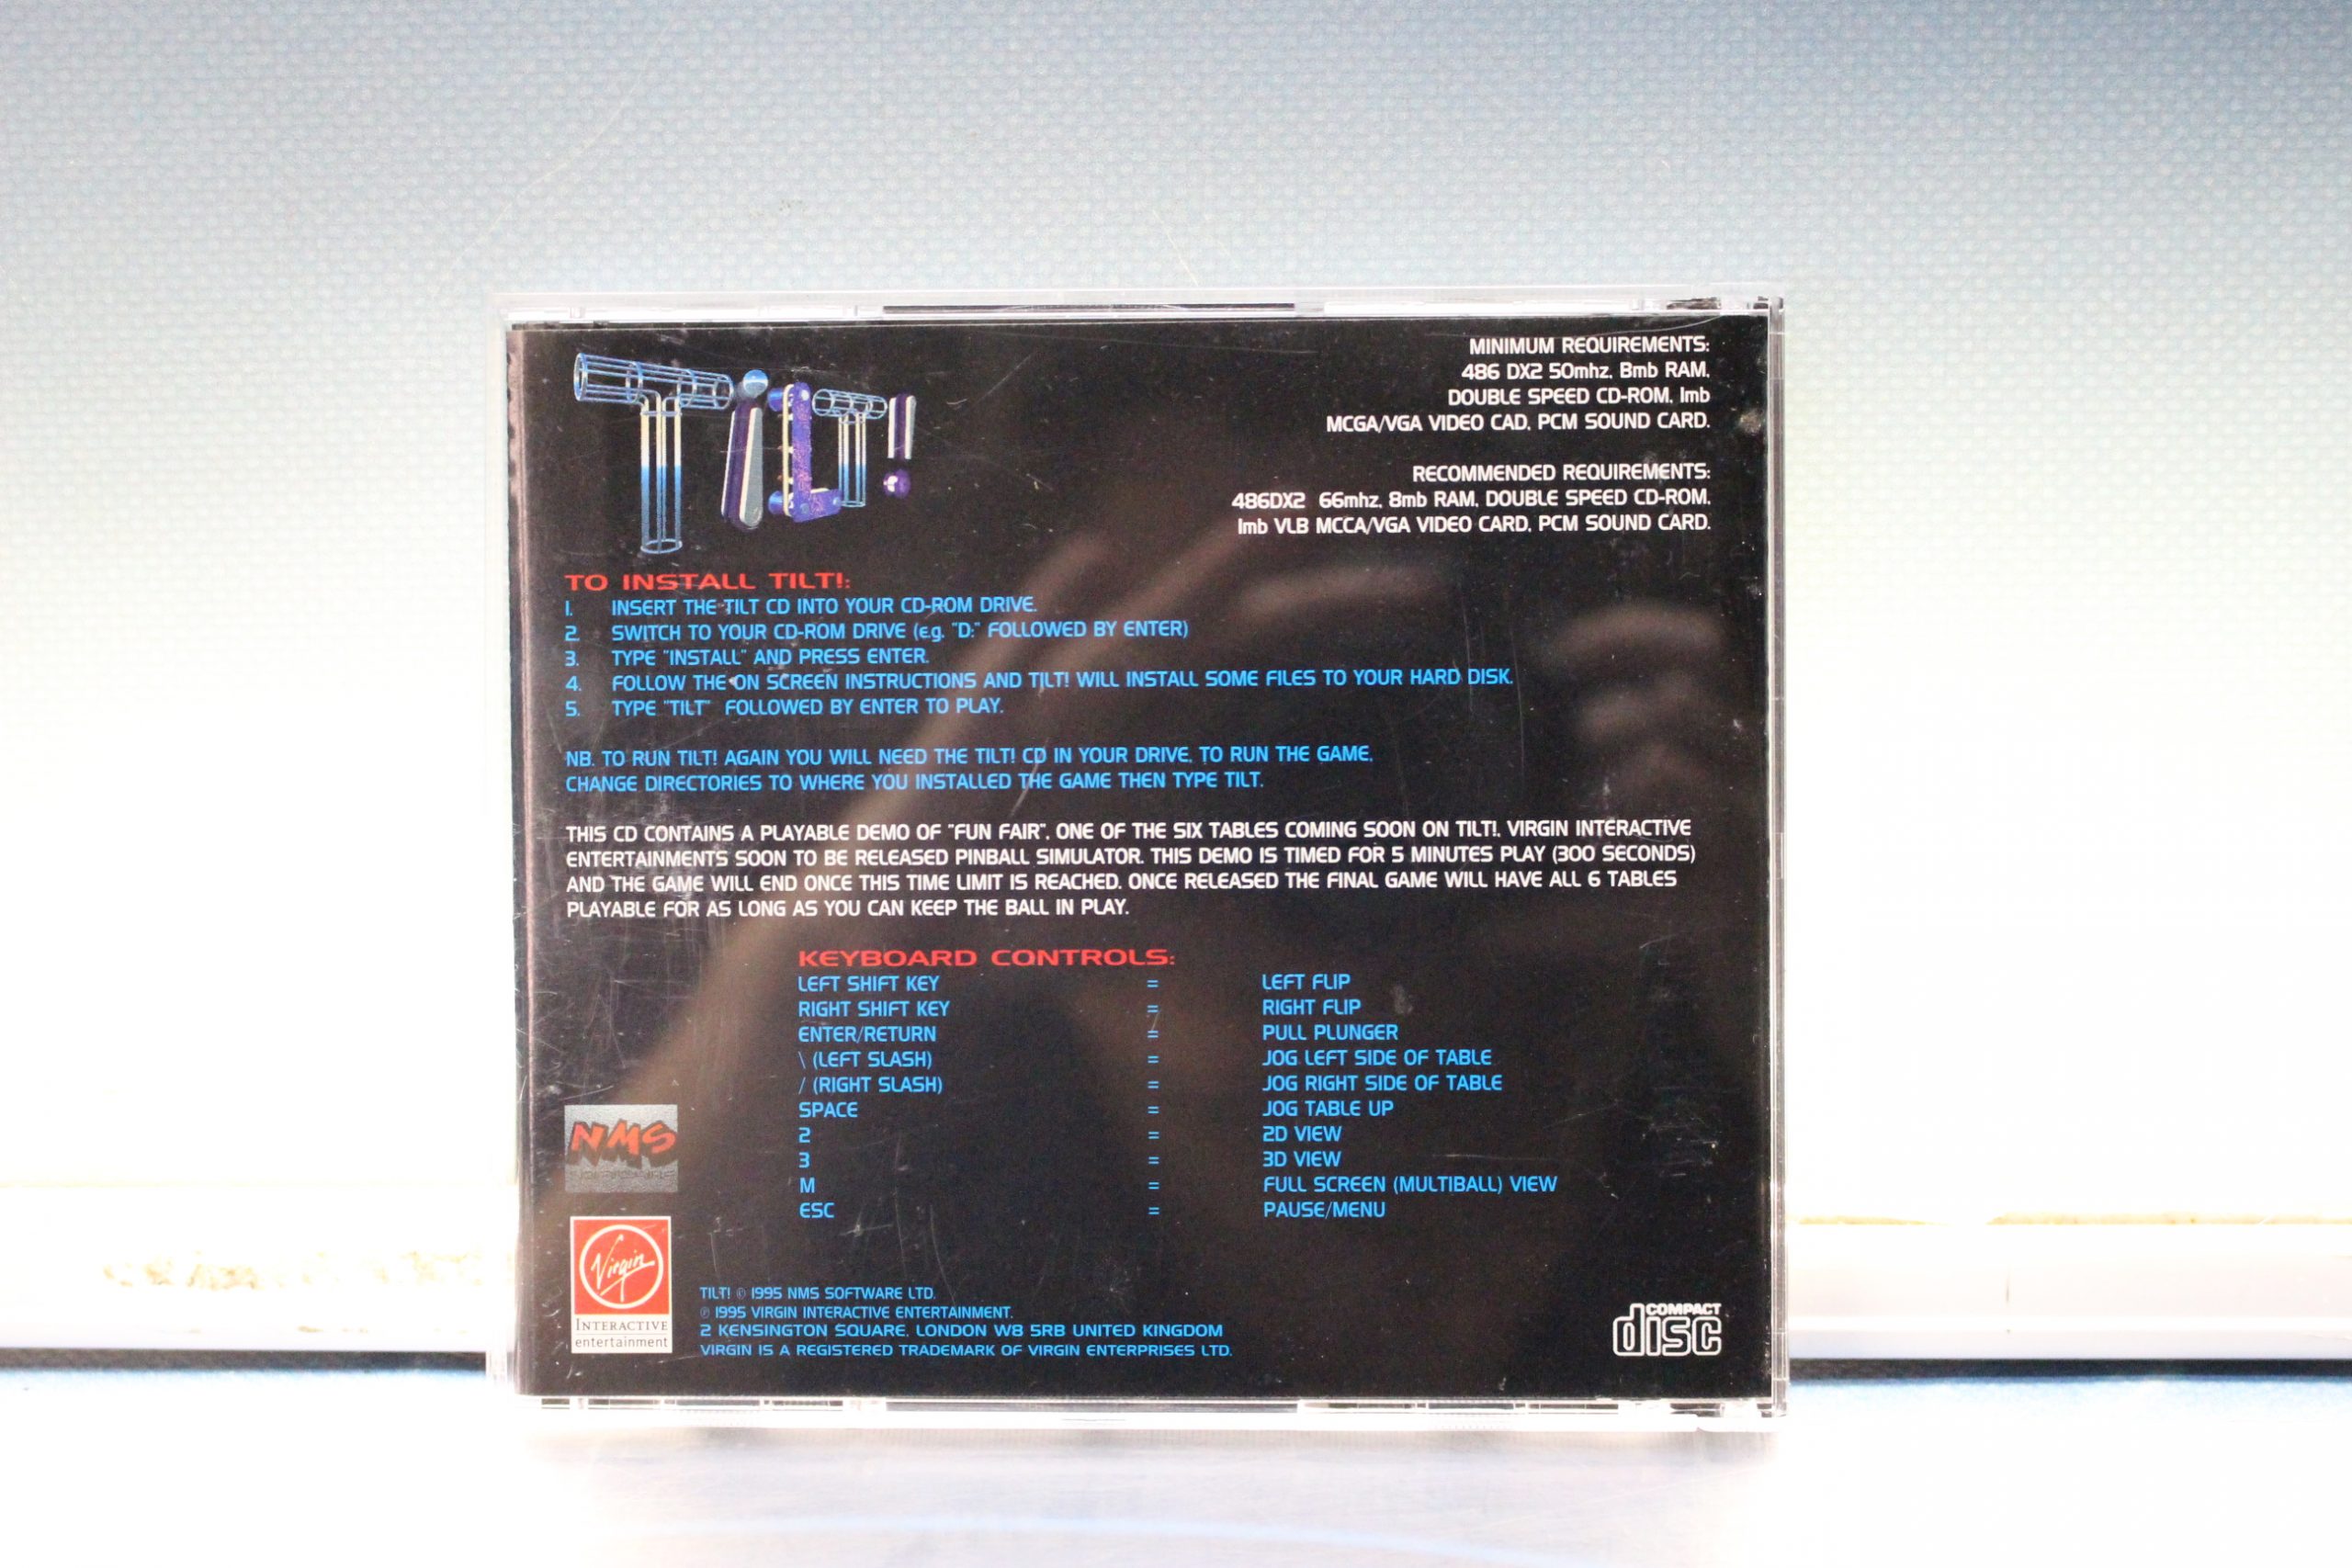 TILT!
MINIMUM REQUIREMENTS:
486 DX2 50mhz, 8mb RAM,
DOUBLE SPEED CD-ROM, 1mb
MCGA/VGA VIDEO CAD, PCM SOUND CARD.
RECOMMENDED REQUIREMENTS:
486DX2 66mhz, 8mb RAM, DOUBLE SPEED CD-ROM,
1mb VLB MCCA/VGA VIDEO CARD, PCM SOUND CARD.
TO INSTALL TILT!:
1. INSERT THE TILT CD INTO YOUR CD-ROM DRIVE.
2. SWITCH TO YOUR CD-ROM DRIVE (e.g. "D:" FOLLOWED BY ENTER)
3. TYPE "INSTALL" AND PRESS ENTER.
4. FOLLOW THE ON SCREEN INSTRUCTIONS AND TILT! WILL INSTALL SOME FILES TO YOUR HARD DISK.
5. TYPE "TILT" FOLLOWED BY ENTER TO PLAY.
NB. TO RUN TILT! AGAIN YOU WILL NEED THE TILT! CD IN YOUR DRIVE, TO RUN THE GAME,
CHANGE DIRECTORIES TO WHERE YOU INSTALLED THE GAME THEN TYPE TILT.
THIS CD CONTAINS A PLAYABLE DEMO OF "FUN FAIR", ONE OF THE SIX TABLES COMING SOON ON TILT!, VIRGIN INTERACTIVE
ENTERTAINMENTS SOON TO BE RELEASED PINBALL SIMULATOR. THIS DEMO IS TIMED FOR 5 MINUTES PLAY (300 SECONDS)
AND THE GAME WILL END ONCE THIS TIME LIMIT IS REACHED. ONCE RELEASED THE FINAL GAME WILL HAVE ALL 6 TABLES
PLAYABLE FOR AS LONG AS YOU CAN KEEP THE BALL IN PLAY.
KEYBOARD CONTROLS:
LEFT SHIFT KEY = LEFT FLIP
RIGHT SHIFT KEY = RIGHT FLIP
ENTER/RETURN = PULL PLUNGER
\ (LEFT SLASH) = JOG LEFT SIDE OF TABLE
/ (RIGHT SLASH) = JOG RIGHT SIDE OF TABLE
SPACE = JOG TABLE UP
2 = 2D VIEW
3 = 3D VIEW
M = FULL SCREEN (MULTIBALL) VIEW
ESC = PAUSE/MENU
NMS
Virgin
INTERACTIVE
entertainment
TILT! © 1995 NMS SOFTWARE LTD.
℗ 1995 VIRGIN INTERACTIVE ENTERTAINMENT.
2 KENSINGTON SQUARE, LONDON W8 5RB UNITED KINGDOM
VIRGIN IS A REGISTERED TRADEMARK OF VIRGIN ENTERPRISES LTD.
COMPACT
disc